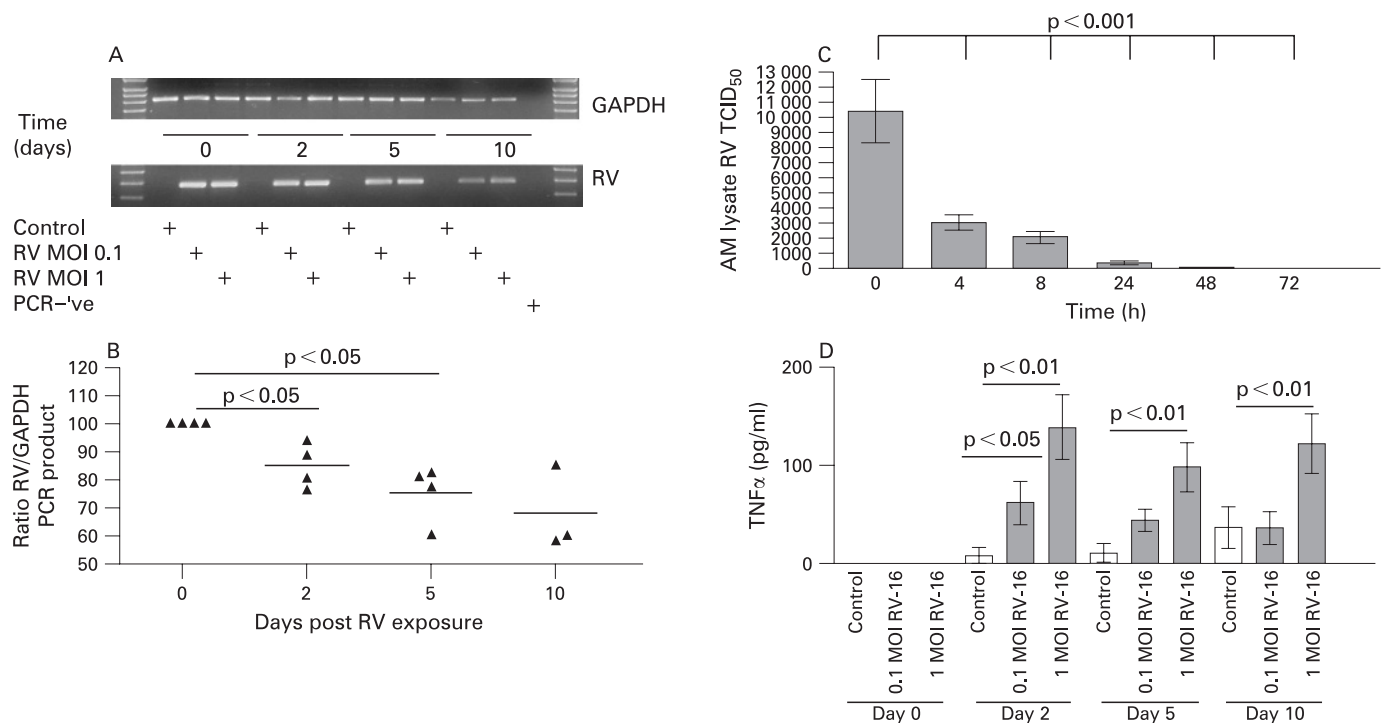 A
GAPDH
Time
(days)
0 2 5 10
RV
Control + + + +
RV MOI 0.1 + + + +
RV MOI 1 + + + +
PCR–'ve +
B
p < 0.05
p < 0.05
Ratio RV/GAPDH
PCR product
120
110
100
90
80
70
60
50
0 2 5 10
Days post RV exposure
C
p < 0.001
AM lysate RV TCID50
13 000
12 000
11 000
10 000
9000
8000
7000
6000
5000
4000
3000
2000
1000
0
0 4 8 24 48 72
Time (h)
D
p < 0.01
p < 0.05
p < 0.01
p < 0.01
TNFα (pg/ml)
200
100
0
Control
0.1 MOI RV-16
1 MOI RV-16
Control
0.1 MOI RV-16
1 MOI RV-16
Control
0.1 MOI RV-16
1 MOI RV-16
Control
0.1 MOI RV-16
1 MOI RV-16
Day 0 Day 2 Day 5 Day 10